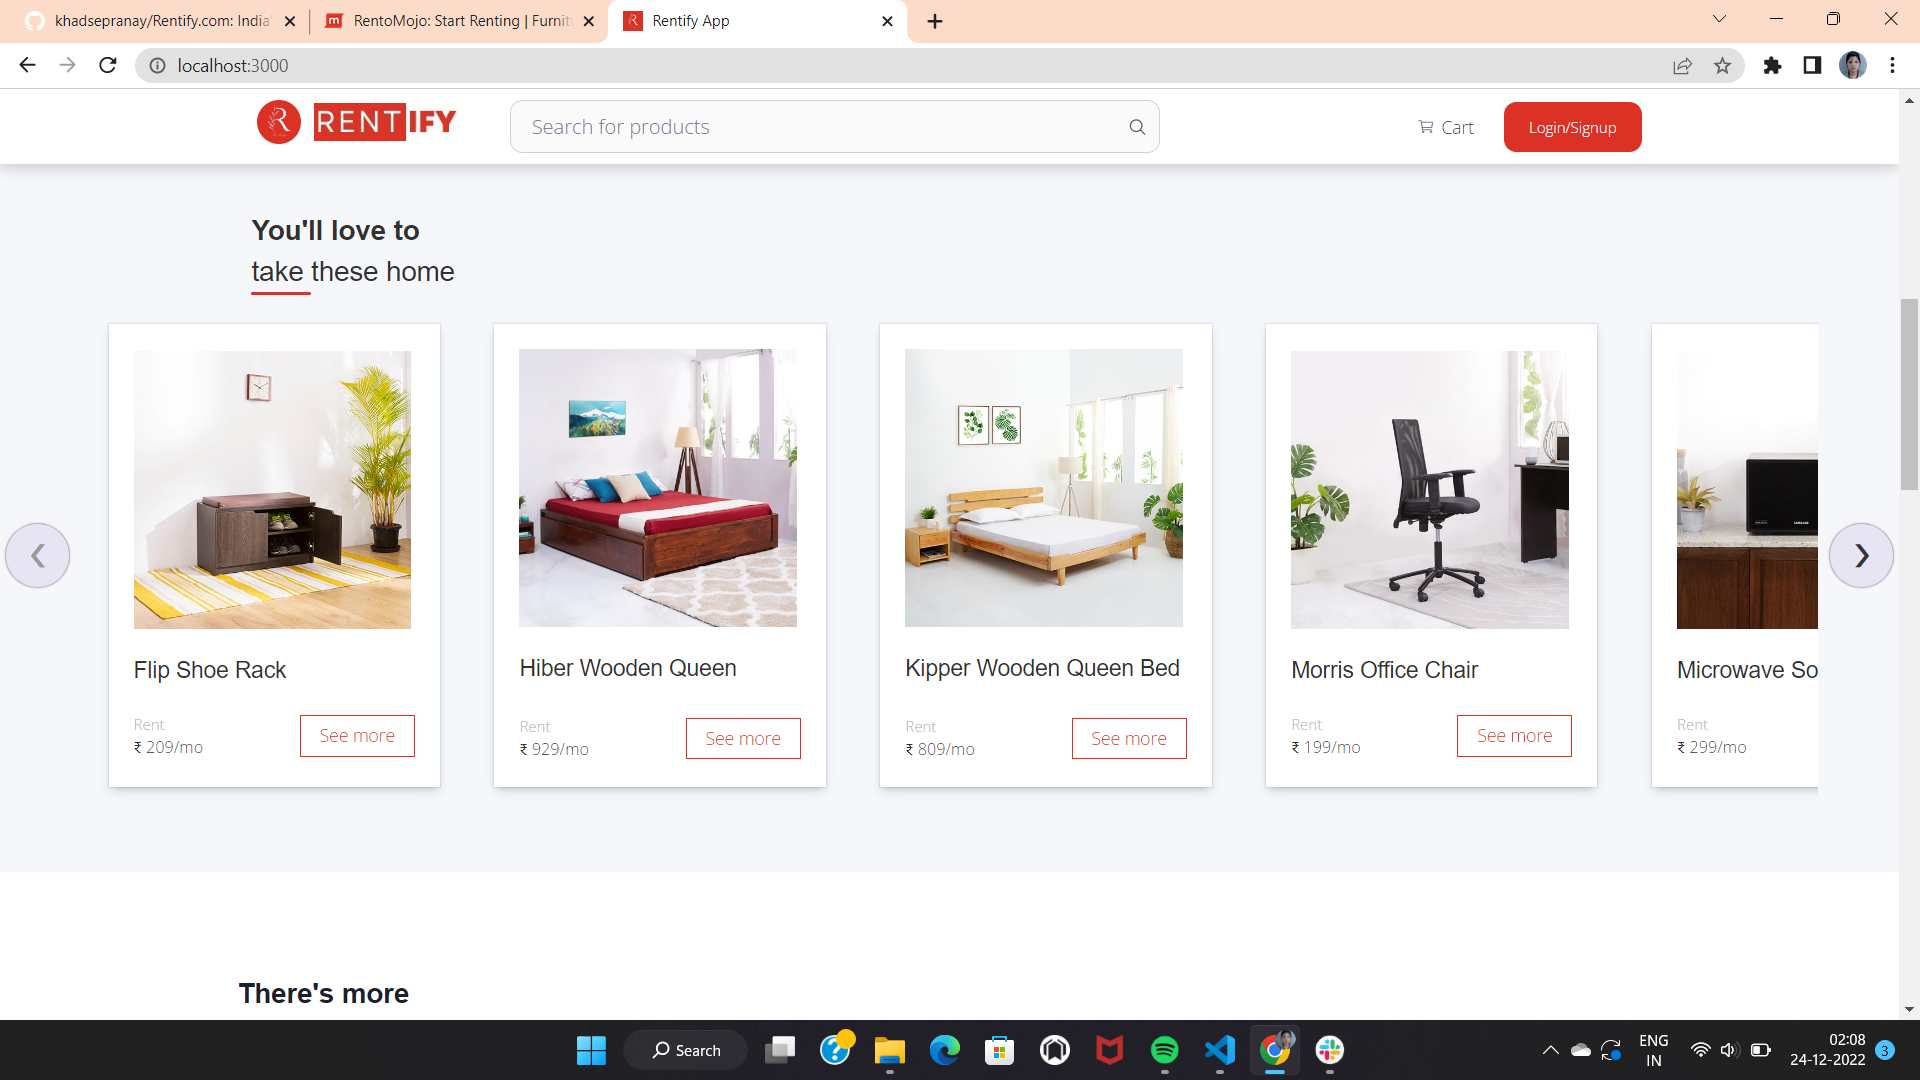 khadsepranay/Rentify.com: India'
RentoMojo: Start Renting | Furnit
Rentify App
localhost:3000
R RENTIFY
Search for products
Cart
Login/Signup
You'll love to
take these home
Flip Shoe Rack
Rent
₹ 209/mo
See more
Hiber Wooden Queen
Rent
₹ 929/mo
See more
Kipper Wooden Queen Bed
Rent
₹ 809/mo
See more
Morris Office Chair
Rent
₹ 199/mo
See more
SAMSUNG
Microwave So
Rent
₹ 299/mo
There's more
Search
ENG
IN
02:08
24-12-2022
3